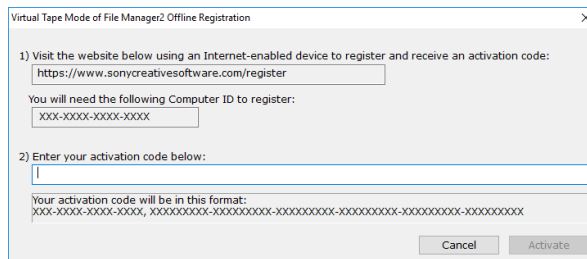 Virtual Tape Mode of File Manager2 Offline Registration
1) Visit the website below using an Internet-enabled device to register and receive an activation code:
https://www.sonycreativesoftware.com/register
You will need the following Computer ID to register:
XXX-XXXX-XXXX-XXXX
2) Enter your activation code below:
Your activation code will be in this format:
XXX-XXXX-XXXX-XXXX, XXXXXXXXX-XXXXXXXXX-XXXXXXXXX-XXXXXXXXX-XXXXXXXXX-XXXXXXXXX
Cancel Activate